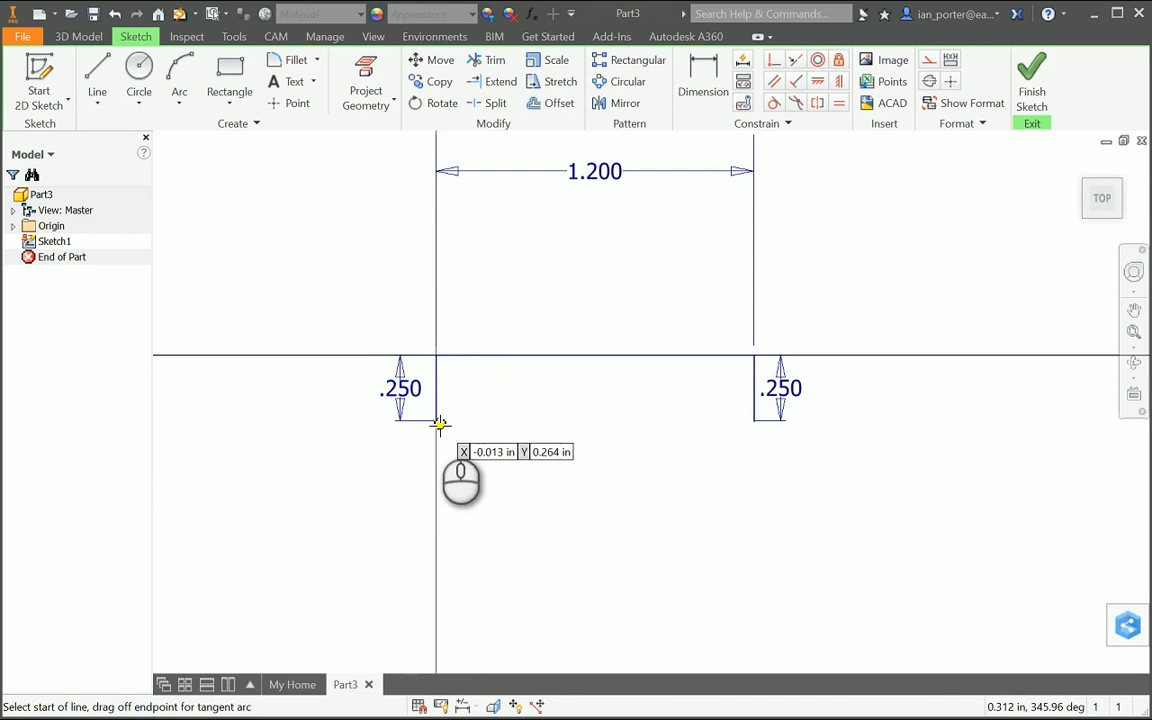 PRO Material Appearance Part3 Search Help & Commands... ian_porter@ea...
File 3D Model Sketch Inspect Tools CAM Manage View Environments BIM Get Started Add-Ins Autodesk A360
Start 2D Sketch Line Circle Arc Rectangle Fillet Project Geometry Move Trim Scale Rectangular Dimension Image Finish Sketch
Text Copy Extend Stretch Circular Points
Point Rotate Split Offset Mirror ACAD Show Format
Sketch Create Modify Pattern Constrain Insert Format Exit
Model
Part3
View: Master
Origin
Sketch1
End of Part
1.200
TOP
.250
.250
X -0.013 in Y 0.264 in
My Home Part3
Select start of line, drag off endpoint for tangent arc 0.312 in, 345.96 deg 1 1